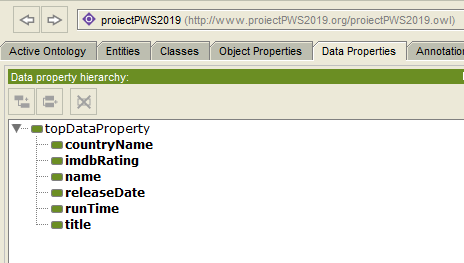 proiectPWS2019 (http://www.proiectPWS2019.org/proiectPWS2019.owl)
Active Ontology Entities Classes Object Properties Data Properties Annotation
Data property hierarchy:
topDataProperty
countryName
imdbRating
name
releaseDate
runTime
title